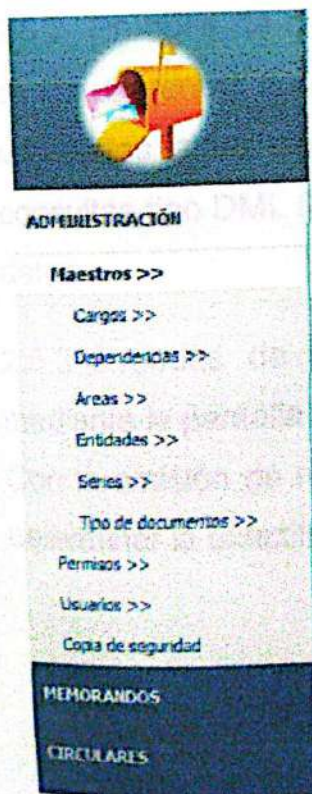 ADMINISTRACIÓN
Maestros >>
Cargos >>
Dependencias >>
Areas >>
Entidades >>
Series >>
Tipo de documentos >>
Permisos >>
Usuarios >>
Copia de seguridad
MEMORANDOS
CIRCULARES